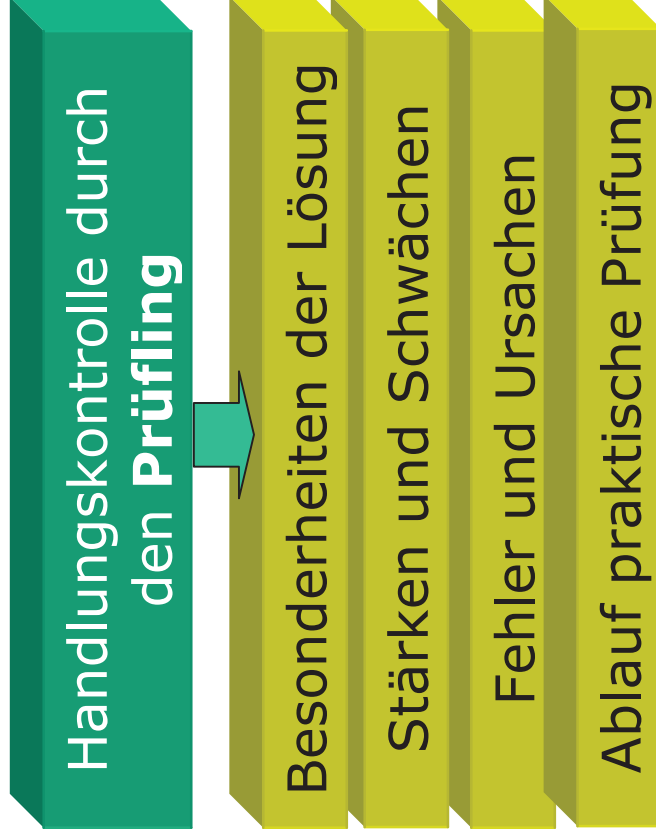 Handlungskontrolle durch
den Prüfling
Besonderheiten der Lösung
Stärken und Schwächen
Fehler und Ursachen
Ablauf praktische Prüfung